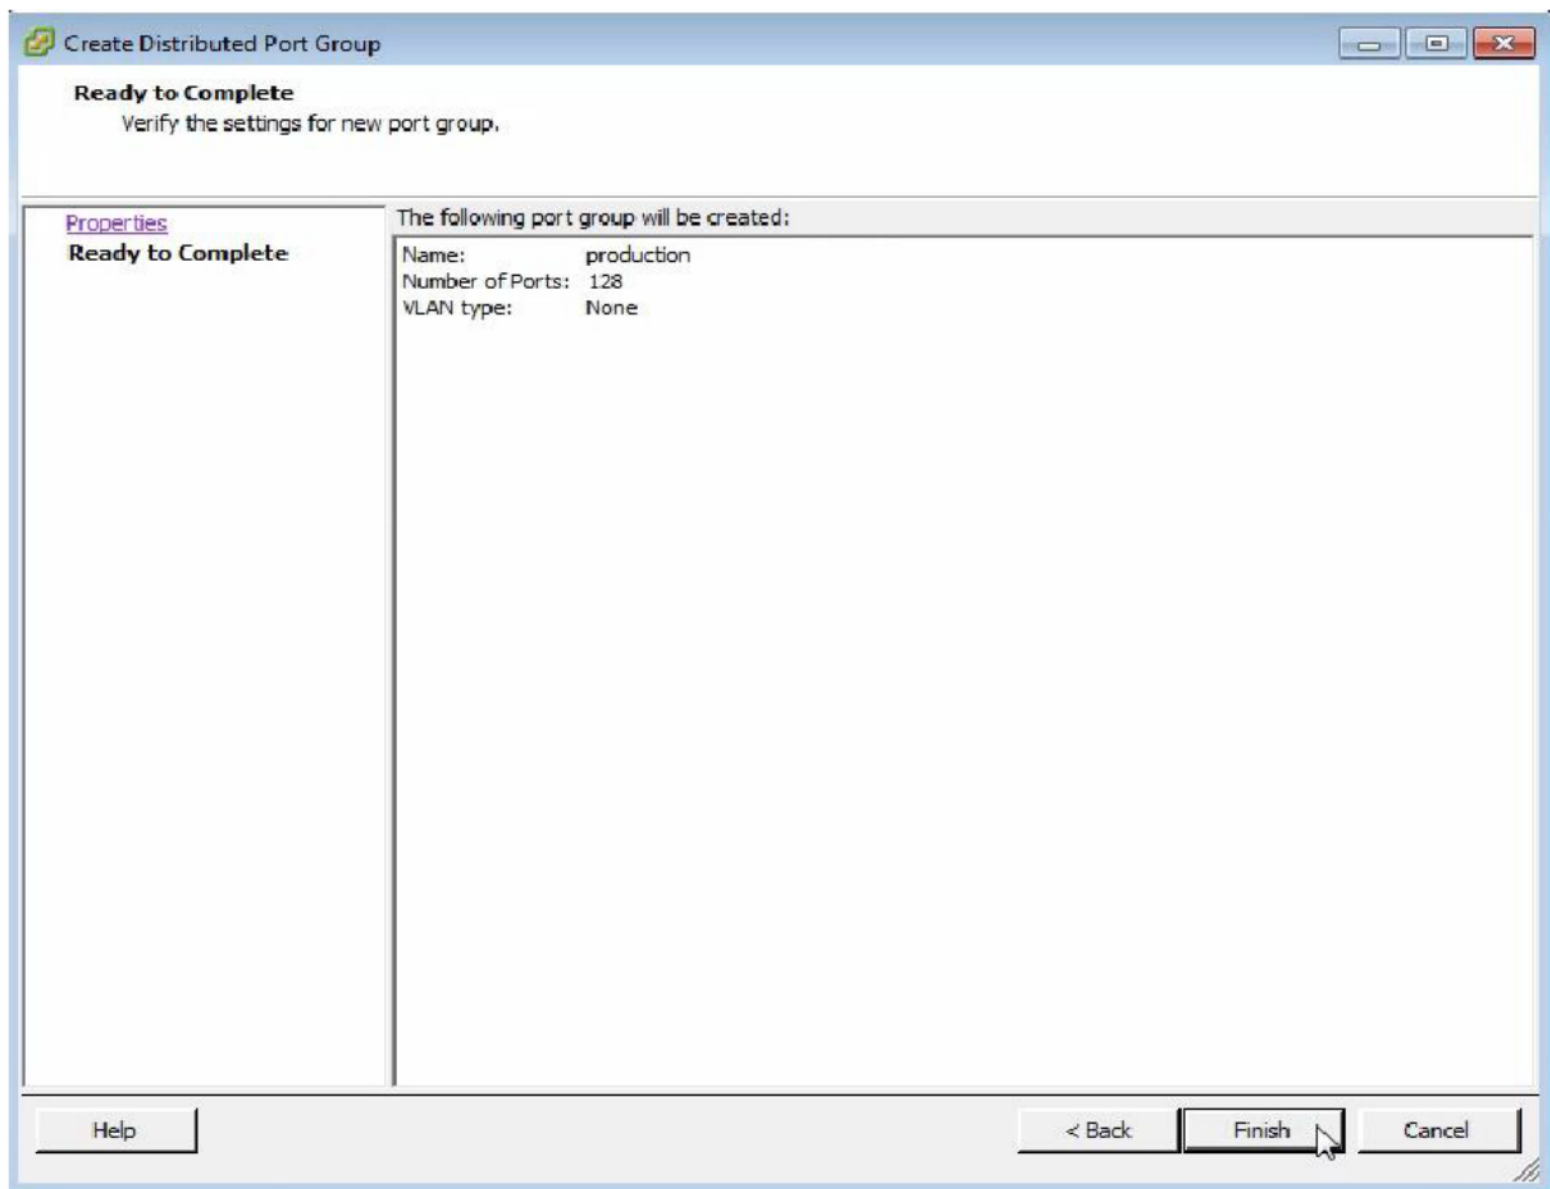 Create Distributed Port Group
Ready to Complete
Verify the settings for new port group.
Properties
Ready to Complete
The following port group will be created:
Name: production
Number of Ports: 128
VLAN type: None
Help
< Back
Finish
Cancel